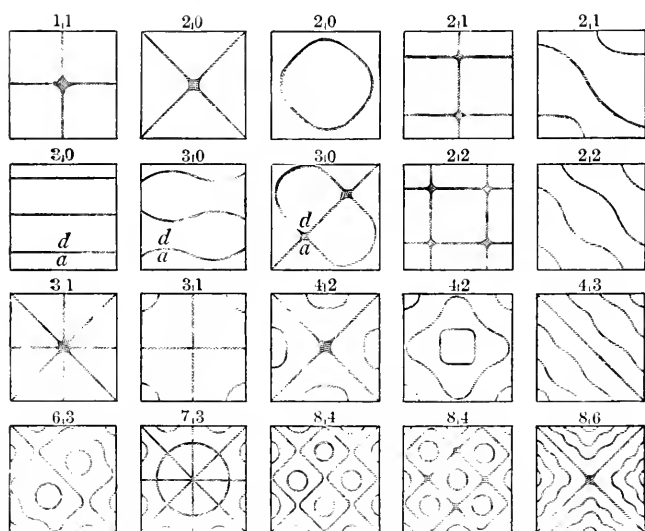 1,1 2,0 2,0 2,1 2,1
3,0 3,0 3,0 2,2 2,2
d d d
a a a
3,1 3,1 4,2 4,2 4,3
6,3 7,3 8,4 8,4 8,6